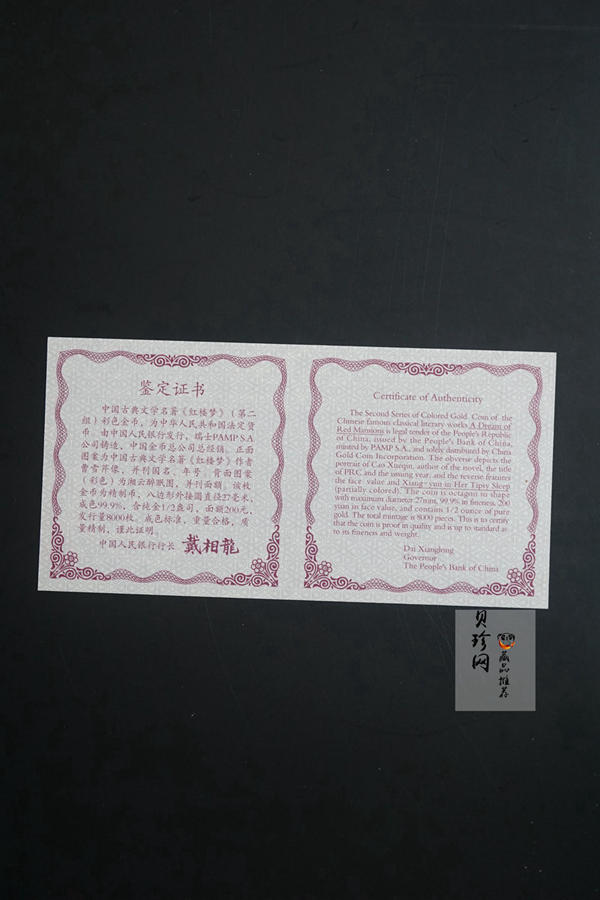 鉴定证书
中国古典文学名著《红楼梦》（第二
组）彩色金币，为中华人民共和国法定货
币。由中国人民银行发行，瑞士PAMP S.A.
公司铸造，中国金币总公司总经销。正面
图案为中国古典文学名著《红楼梦》作者
曹雪芹像，并刊国名、年号。背面图案
（彩色）为湘云醉眠图，并刊面额。该枚
金币为精制币，八边形外接圆直径27毫米，
成色99.9%，含纯金1/2盎司，面额200元，
发行量8000枚。成色标准，重量合格，质
量精制，谨此证明。
中国人民银行行长 戴相龍
Certificate of Authenticity
The Second Series of Colored Gold Coin of the
Chinese famous classical literary works A Dream of
Red Mansions is legal tender of the People's Republic
of China, issued by the People's Bank of China,
minted by PAMP S.A., and solely distributed by China
Gold Coin Incorporation. The obverse depicts the
portrait of Cao Xueqin, author of the novel, the title
of PRC and the issuing year, and the reverse features
the face value and Xiang-yun in Her Tipsy Sleep
(partially colored). The coin is octagon in shape
with maximum diameter 27mm, 99.9% in fineness, 200
yuan in face value, and contains 1/2 ounce of pure
gold. The total mintage is 8000 pieces. This is to certify
that the coin is proof in quality and is up to standard as
to its fineness and weight.
Dai Xianglong
Governor
The People's Bank of China
贝珍网
藏品推荐